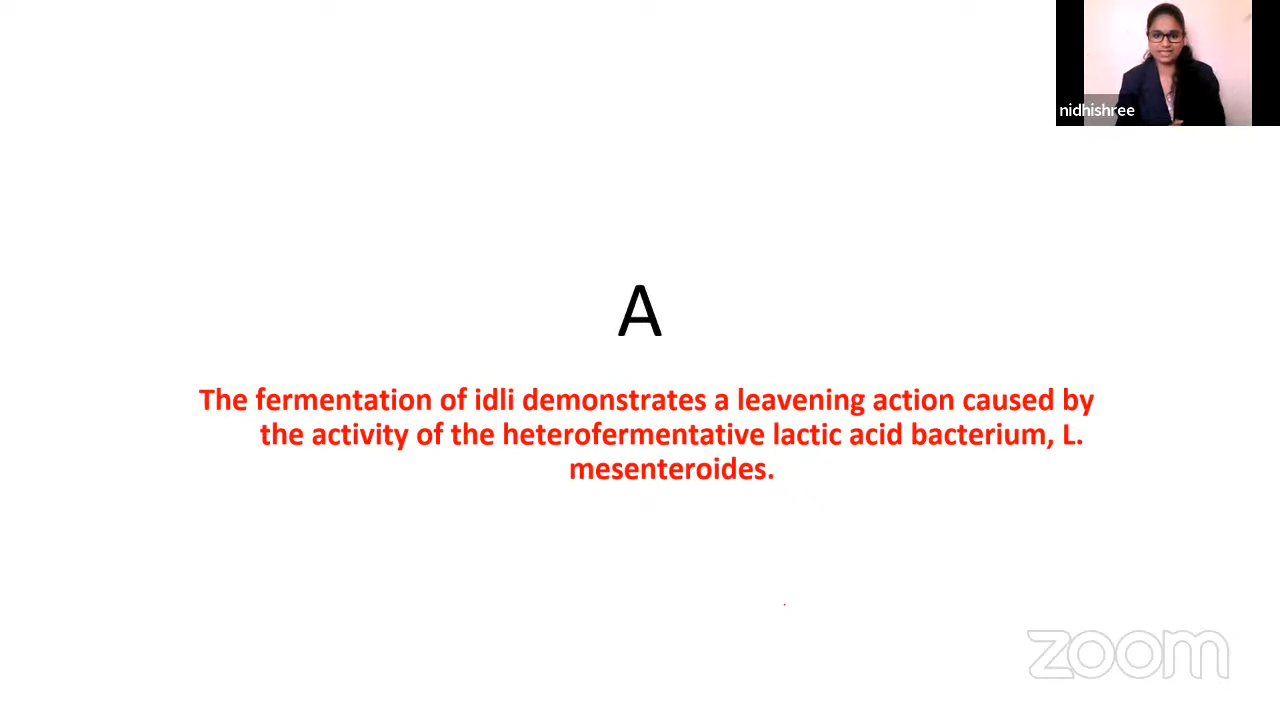 nidhishree
A
The fermentation of idli demonstrates a leavening action caused by
the activity of the heterofermentative lactic acid bacterium, L.
mesenteroides.
zoom